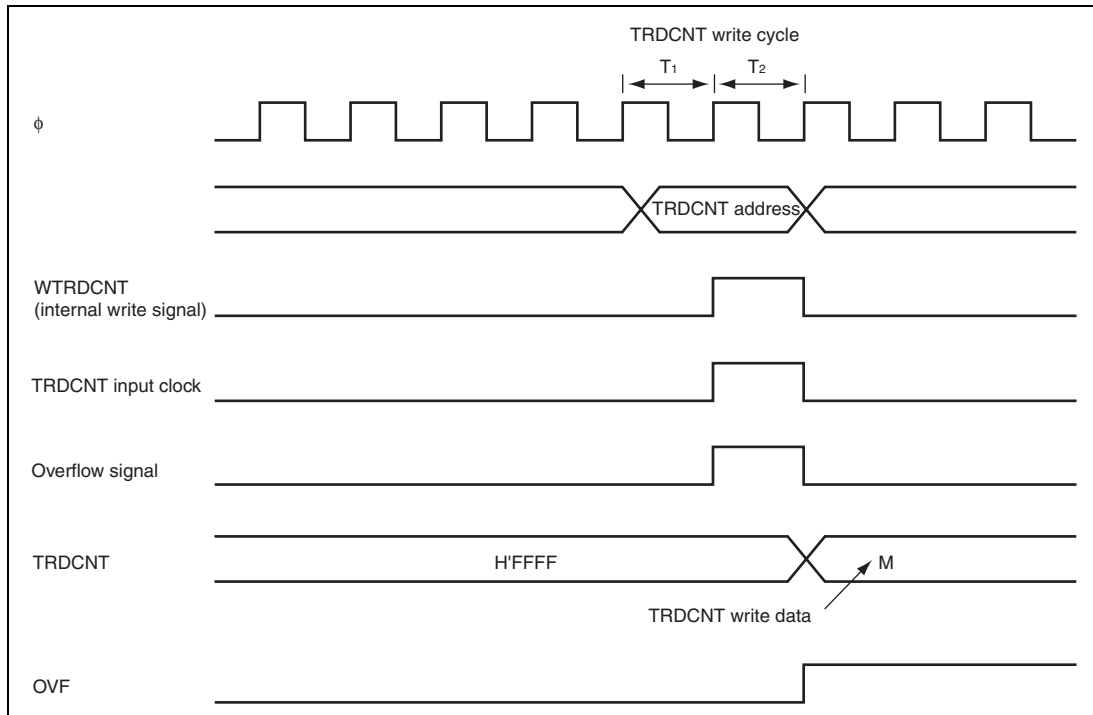 TRDCNT write cycle
T1 T2
ϕ
TRDCNT address
WTRDCNT
(internal write signal)
TRDCNT input clock
Overflow signal
TRDCNT
H'FFFF
M
TRDCNT write data
OVF